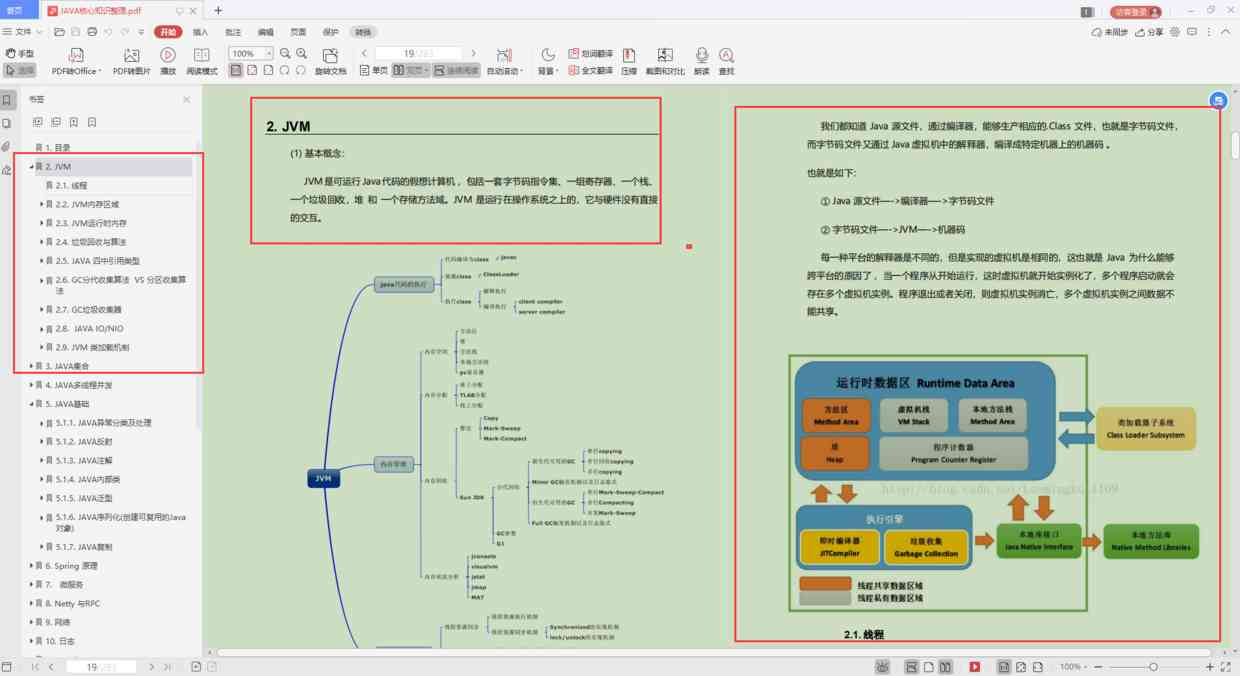 首页
JAVA核心知识整理.pdf
访客登录
文件
开始
插入
批注
编辑
页面
保护
转换
未同步
分享
手型
选择
PDF转Office
PDF转图片
播放
阅读模式
100%
旋转文档
19
单页
双页
连续阅读
自动滚动
背景
划词翻译
全文翻译
压缩
截图和对比
朗读
查找
书签
1. 目录
2. JVM
2.1. 线程
2.2. JVM内存区域
2.3. JVM运行时内存
2.4. 垃圾回收与算法
2.5. JAVA 四中引用类型
2.6. GC分代收集算法 VS 分区收集算
法
2.7. GC垃圾收集器
2.8. JAVA IO/NIO
2.9. JVM 类加载机制
3. JAVA集合
4. JAVA多线程并发
5. JAVA基础
5.1.1. JAVA异常分类及处理
5.1.2. JAVA反射
5.1.3. JAVA注解
5.1.4. JAVA内部类
5.1.5. JAVA泛型
5.1.6. JAVA序列化(创建可复用的Java
对象)
5.1.7. JAVA复制
6. Spring 原理
7. 微服务
8. Netty 与RPC
9. 网络
10. 日志
2. JVM
(1) 基本概念:
JVM 是可运行 Java 代码的假想计算机 ，包括一套字节码指令集、一组寄存器、一个栈、
一个垃圾回收，堆 和 一个存储方法域。JVM 是运行在操作系统之上的，它与硬件没有直接
的交互。
java代码的执行
代码编译为class
javac
装载class
ClassLoader
执行class
解释执行
编译执行
client compiler
server compiler
JVM
内存管理
内存空间
方法区
堆
方法栈
本地方法栈
pc寄存器
内存分配
堆上分配
TLAB分配
栈上分配
内存回收
算法
Copy
Mark-Sweep
Mark-Compact
Sun JDK
分代回收
新生代可用的GC
串行copying
并行回收copying
并行copying
Minor GC触发机制以及日志格式
旧生代可用的GC
串行Mark-Sweep-Compact
并行Compacting
并发Mark-Sweep
Full GC触发机制以及日志格式
GC参数
G1
内存状况分析
jconsole
visualvm
jstat
jmap
MAT
线程资源同步
线程资源执行机制
线程资源同步机制
Synchronized的实现机制
lock/unlock的实现机制
我们都知道 Java 源文件，通过编译器，能够生产相应的.Class 文件，也就是字节码文件，
而字节码文件又通过 Java 虚拟机中的解释器，编译成特定机器上的机器码 。
也就是如下:
① Java 源文件—->编译器—->字节码文件
② 字节码文件—->JVM—->机器码
每一种平台的解释器是不同的，但是实现的虚拟机是相同的，这也就是 Java 为什么能够
跨平台的原因了 ，当一个程序从开始运行，这时虚拟机就开始实例化了，多个程序启动就会
存在多个虚拟机实例。程序退出或者关闭，则虚拟机实例消亡，多个虚拟机实例之间数据不
能共享。
运行时数据区 Runtime Data Area
方法区
Method Area
虚拟机栈
VM Stack
本地方法栈
Method Area
堆
Heap
程序计数器
Program Counter Register
类加载器子系统
Class Loader Subsystem
执行引擎
即时编译器
JITCompiler
垃圾收集
Garbage Collection
本地库接口
Java Native Interface
本地方法库
Native Method Libraries
线程共享数据区域
线程私有数据区域
2.1. 线程
19
100%